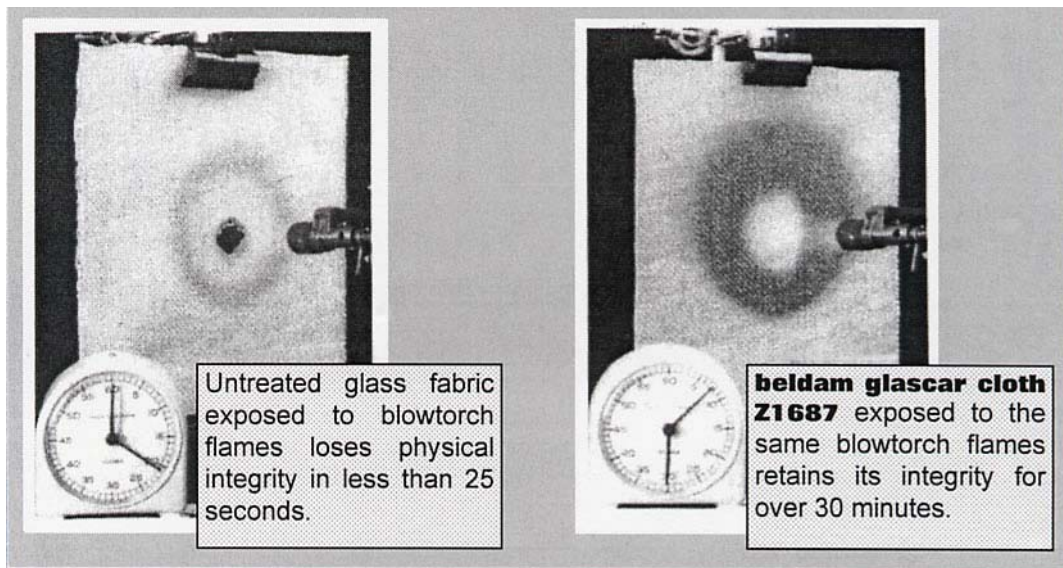 Untreated glass fabric
exposed to blowtorch
flames loses physical
integrity in less than 25
seconds.
beldam glascar cloth
Z1687 exposed to the
same blowtorch flames
retains its integrity for
over 30 minutes.